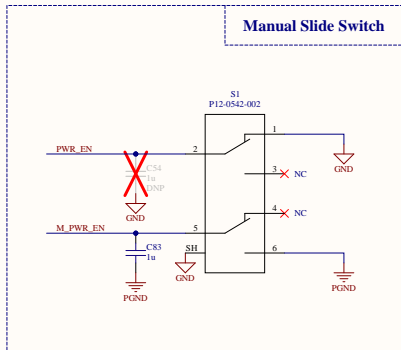 Manual Slide Switch
S1
P12-0542-002
PWR_EN
2
1
C54
1u
DNP
GND
3
NC
GND
4
NC
M_PWR_EN
5
C83
1u
SH
6
GND
PGND
PGND